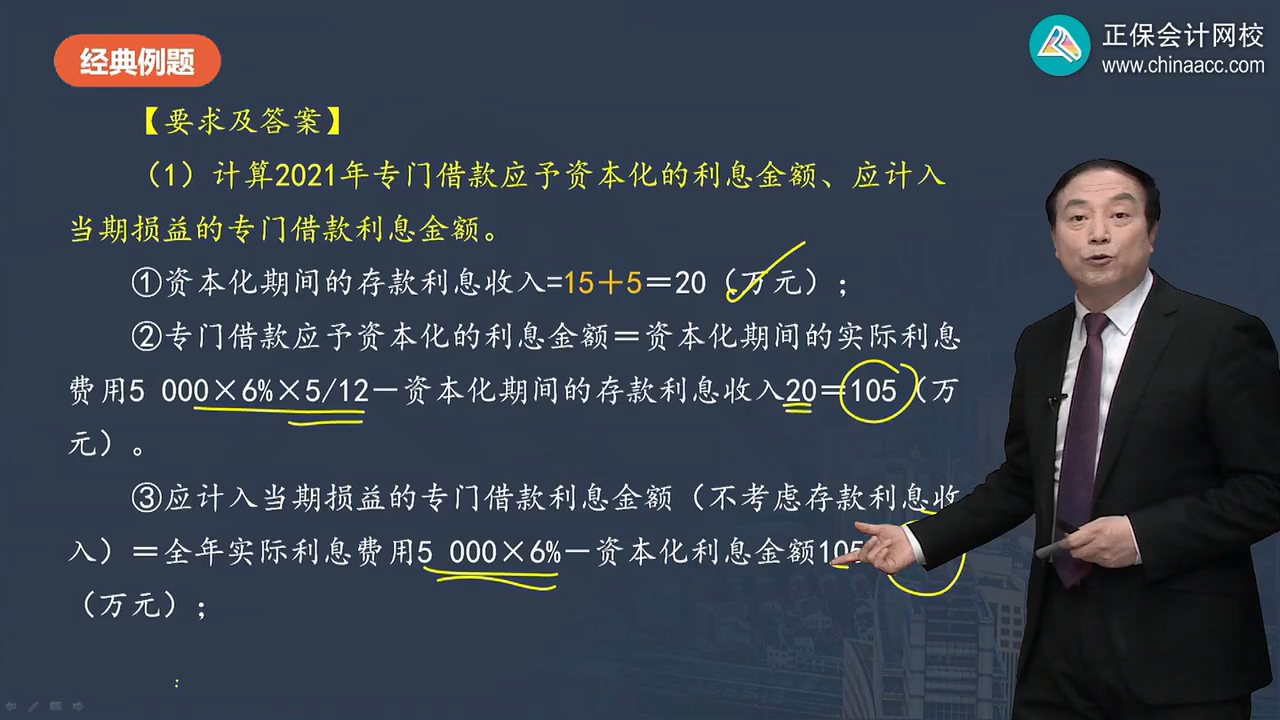 经典例题
正保会计网校
www.chinaacc.com
【要求及答案】
（1）计算2021年专门借款应予资本化的利息金额、应计入
当期损益的专门借款利息金额。
①资本化期间的存款利息收入=15＋5＝20（万元）；
②专门借款应予资本化的利息金额＝资本化期间的实际利息
费用5 000×6%×5/12－资本化期间的存款利息收入20＝105（万
元）。
③应计入当期损益的专门借款利息金额（不考虑存款利息收
入）＝全年实际利息费用5 000×6%－资本化利息金额105
（万元）；